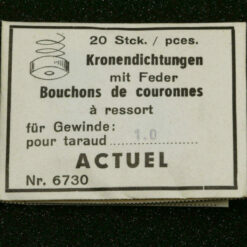 20 Stck. / pces.
Kronendichtungen
mit Feder
Bouchons de couronnes
à ressort
für Gewinde:
pour taraud ........1.0........
ACTUEL
Nr. 6730